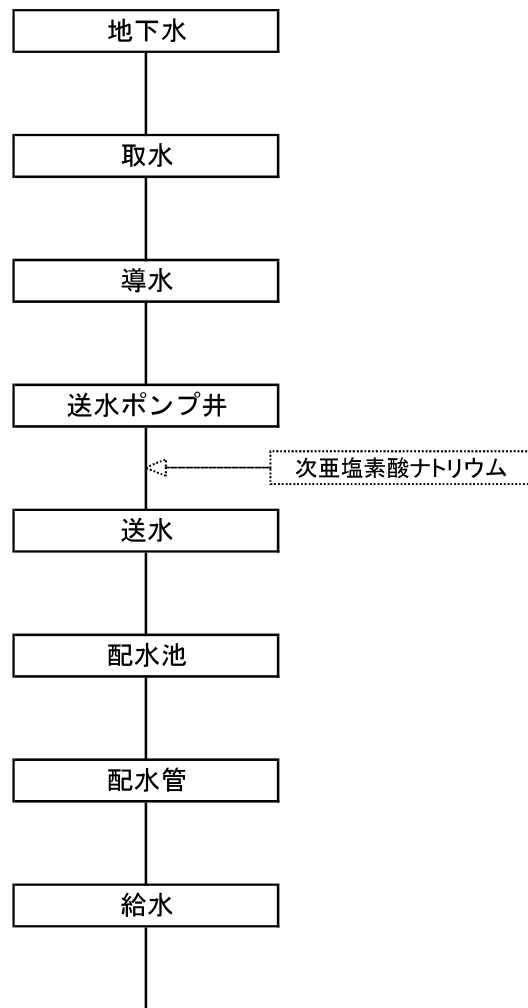 地下水
取水
導水
送水ポンプ井
次亜塩素酸ナトリウム
送水
配水池
配水管
給水